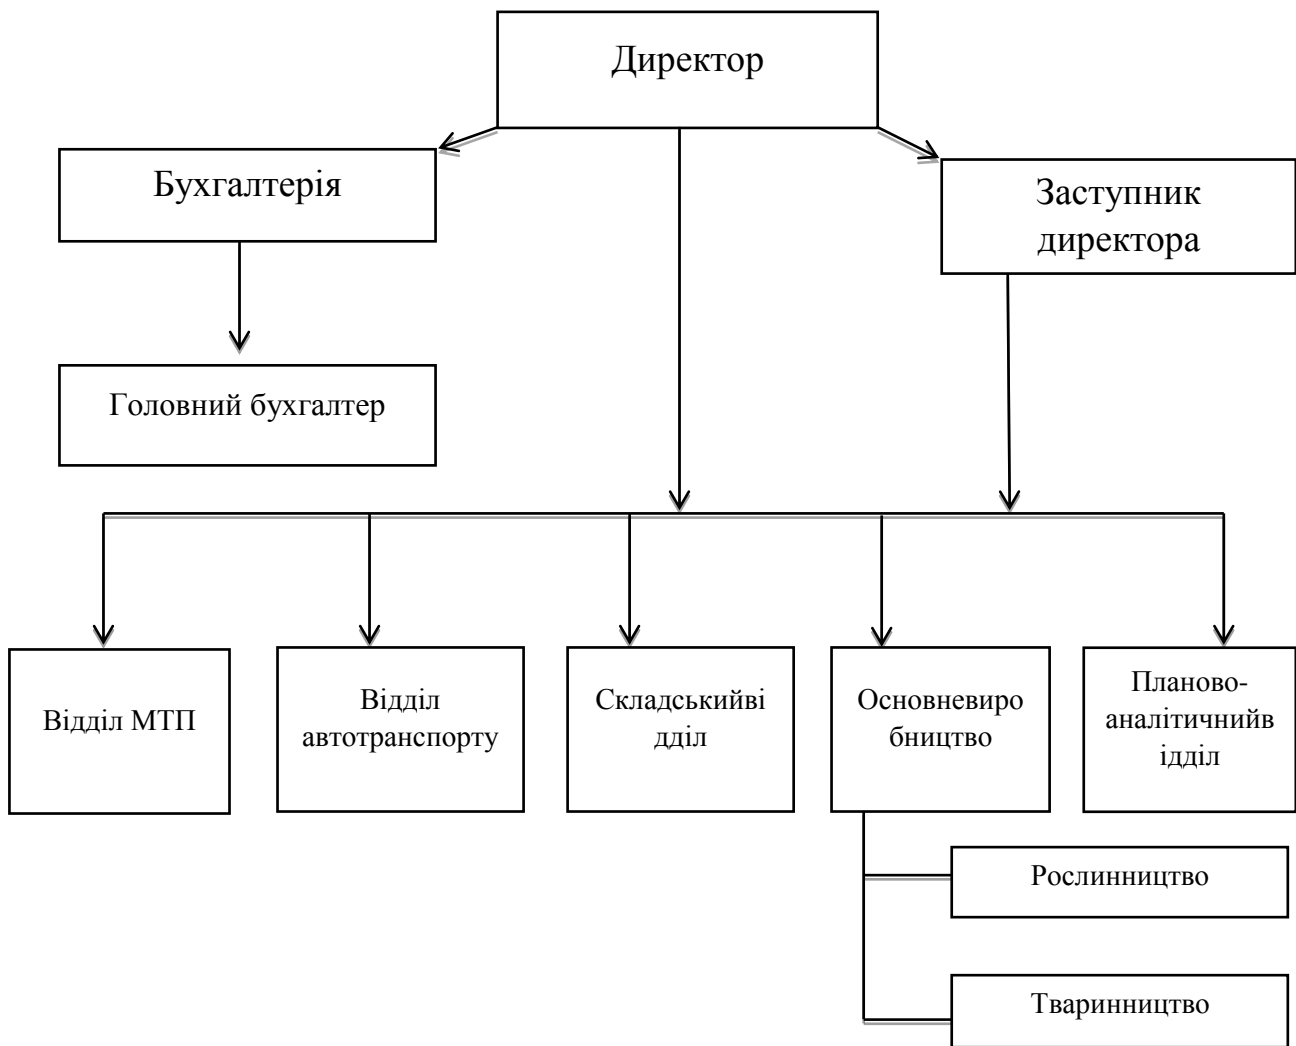 Директор
Бухгалтерія
Заступник
директора
Головний бухгалтер
Відділ МТП
Відділ
автотранспорту
Складськийві
дділ
Основневиро
бництво
Планово-
аналітичнийв
ідділ
Рослинництво
Тваринництво